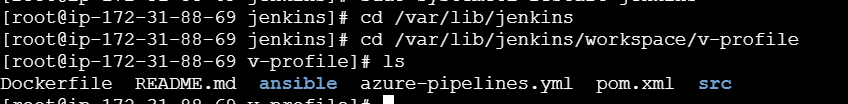 [root@ip-172-31-88-69 jenkins]# cd /var/lib/jenkins
[root@ip-172-31-88-69 jenkins]# cd /var/lib/jenkins/workspace/v-profile
[root@ip-172-31-88-69 v-profile]# ls
Dockerfile README.md ansible azure-pipelines.yml pom.xml src
[root@ip-172-31-88-69 v-profile]#